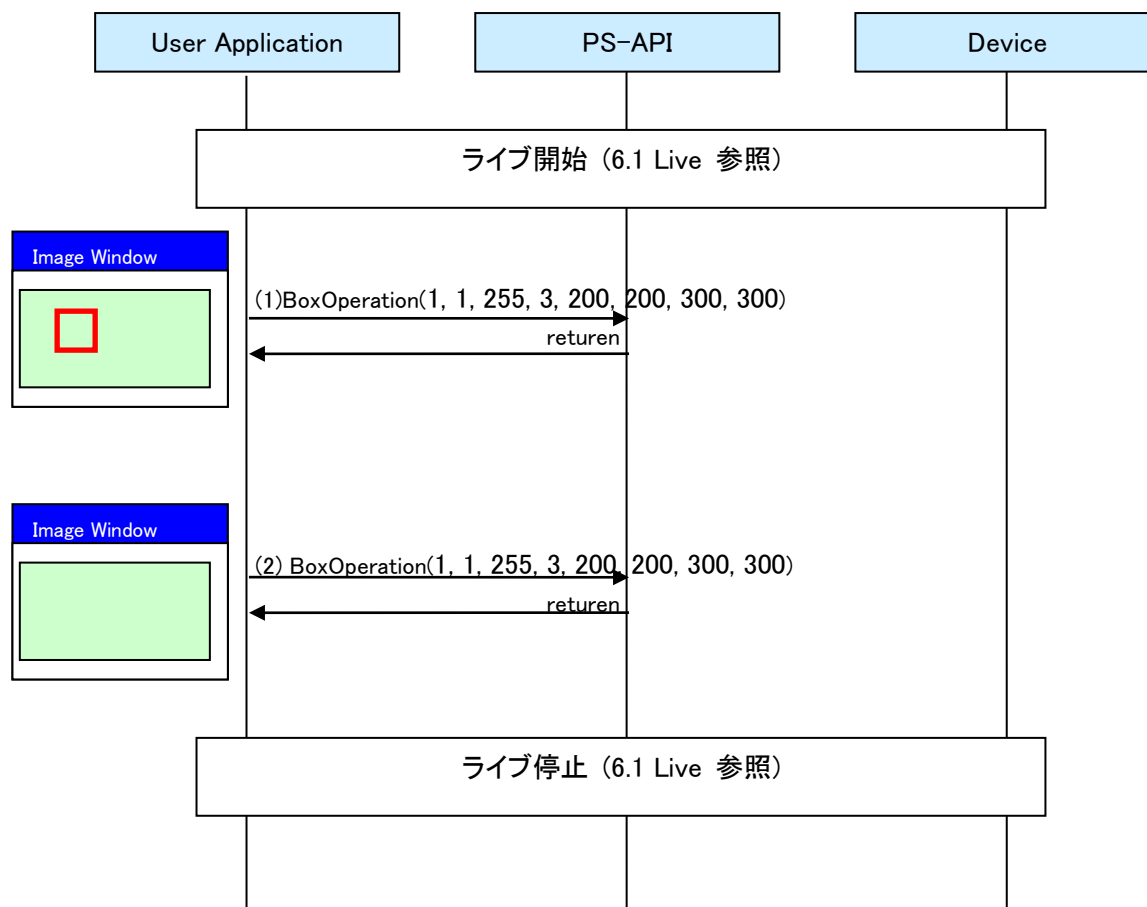 User Application
PS-API
Device
ライブ開始 (6.1 Live 参照)
Image Window
(1)BoxOperation(1, 1, 255, 3, 200, 200, 300, 300)
returen
Image Window
(2) BoxOperation(1, 1, 255, 3, 200, 200, 300, 300)
returen
ライブ停止 (6.1 Live 参照)